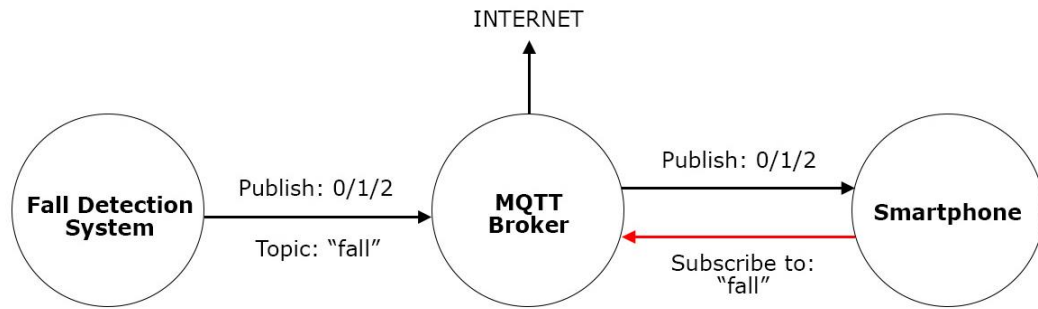 INTERNET
Fall Detection
System
Publish: 0/1/2
Topic: “fall”
MQTT
Broker
Publish: 0/1/2
Subscribe to:
“fall”
Smartphone